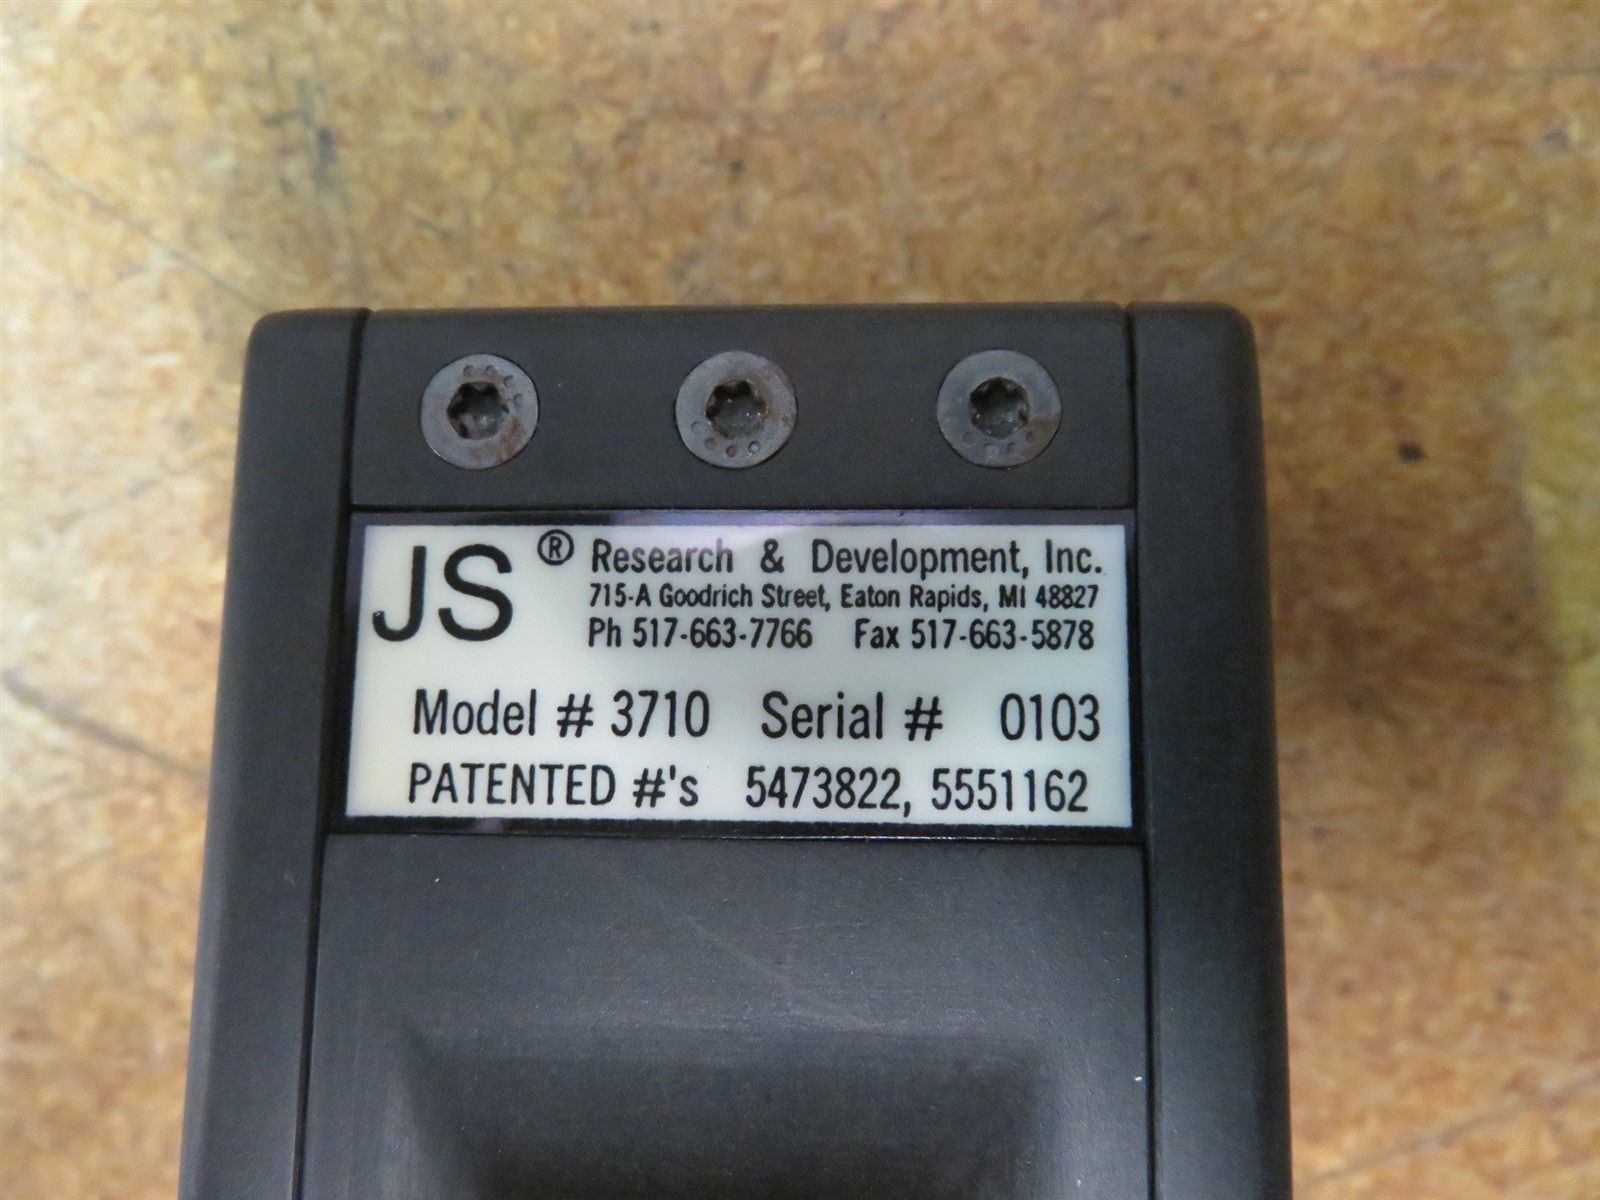 JS® Research & Development, Inc.
715-A Goodrich Street, Eaton Rapids, MI 48827
Ph 517-663-7766 Fax 517-663-5878
Model # 3710 Serial # 0103
PATENTED #'s 5473822, 5551162